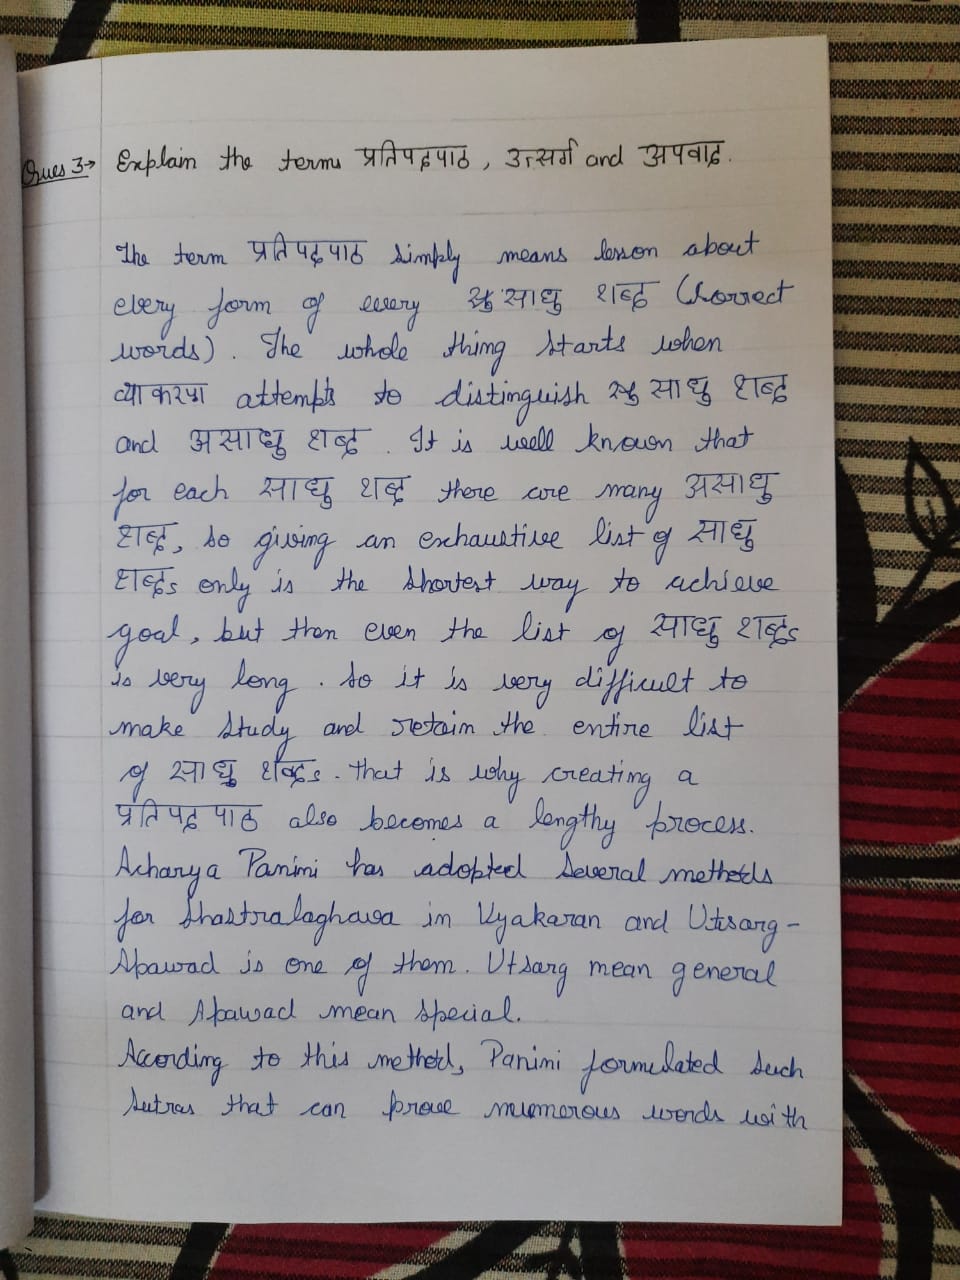 Ques 3→ Explain the terms प्रतिपदपाठ, उत्सर्ग and अपवाद.
The term प्रतिपदपाठ simply means lesson about
every form of every साधु शब्द (Correct
words). The whole thing starts when
व्याकरण attempts to distinguish साधु शब्द
and असाधु शब्द. It is well known that
for each साधु शब्द there are many असाधु
शब्द, so giving an exhaustive list of साधु
शब्दs only is the shortest way to achieve
goal, but then even the list of साधु शब्दs
is very long. So it is very difficult to
make study and retain the entire list
of साधु शब्दs. That is why creating a
प्रतिपद पाठ also becomes a lengthy process.
Acharya Panini has adopted several methods
for Shastralaghava in Vyakaran and Utsarg-
Apawad is one of them. Utsarg mean general
and Apawad mean special.
According to this method, Panini formulated such
sutras that can prove numerous words with